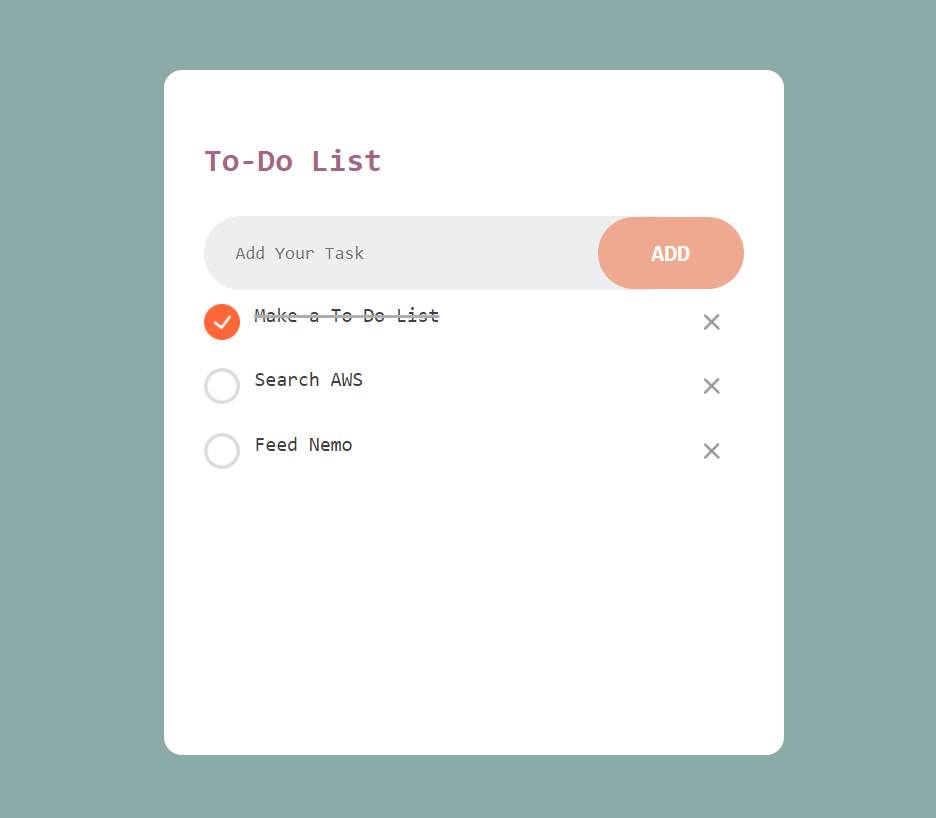 To-Do List
Add Your Task
ADD
Make a To Do List
Search AWS
Feed Nemo